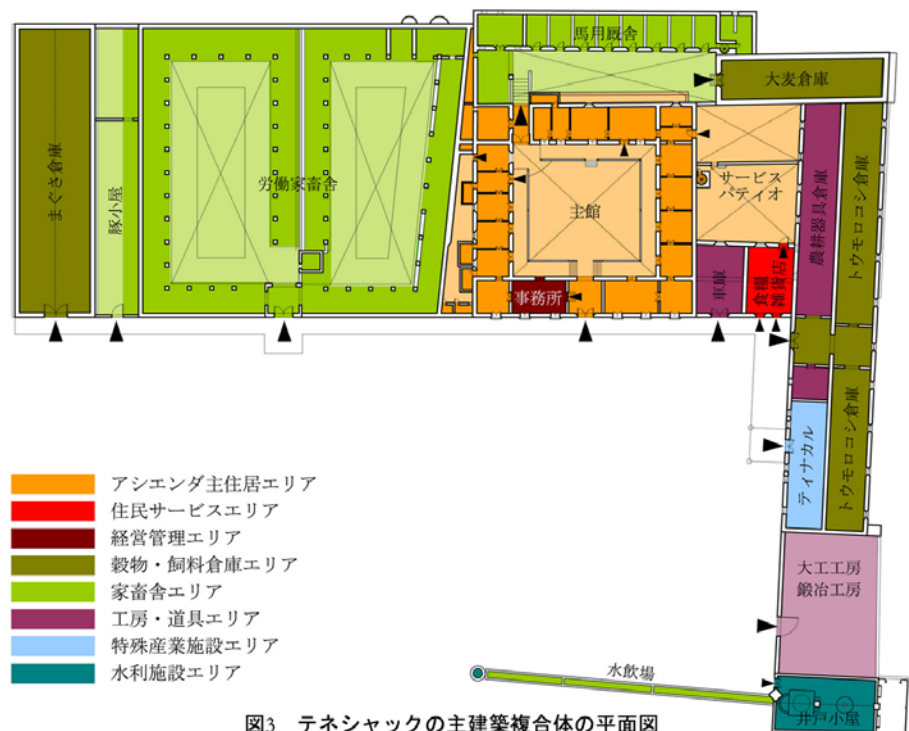 馬用厩舎
大麦倉庫
まぐさ倉庫
豚小屋
労働家畜舎
主館
サービス
パティオ
農耕器具倉庫
トウモロコシ倉庫
事務所
車庫
食糧
雑貨店
ティナカル
トウモロコシ倉庫
アシエンダ主住居エリア
住民サービスエリア
経営管理エリア
穀物・飼料倉庫エリア
家畜舎エリア
工房・道具エリア
特殊産業施設エリア
水利施設エリア
大工工房
鍛冶工房
水飲場
井戸小屋
図3 テネシャックの主建築複合体の平面図